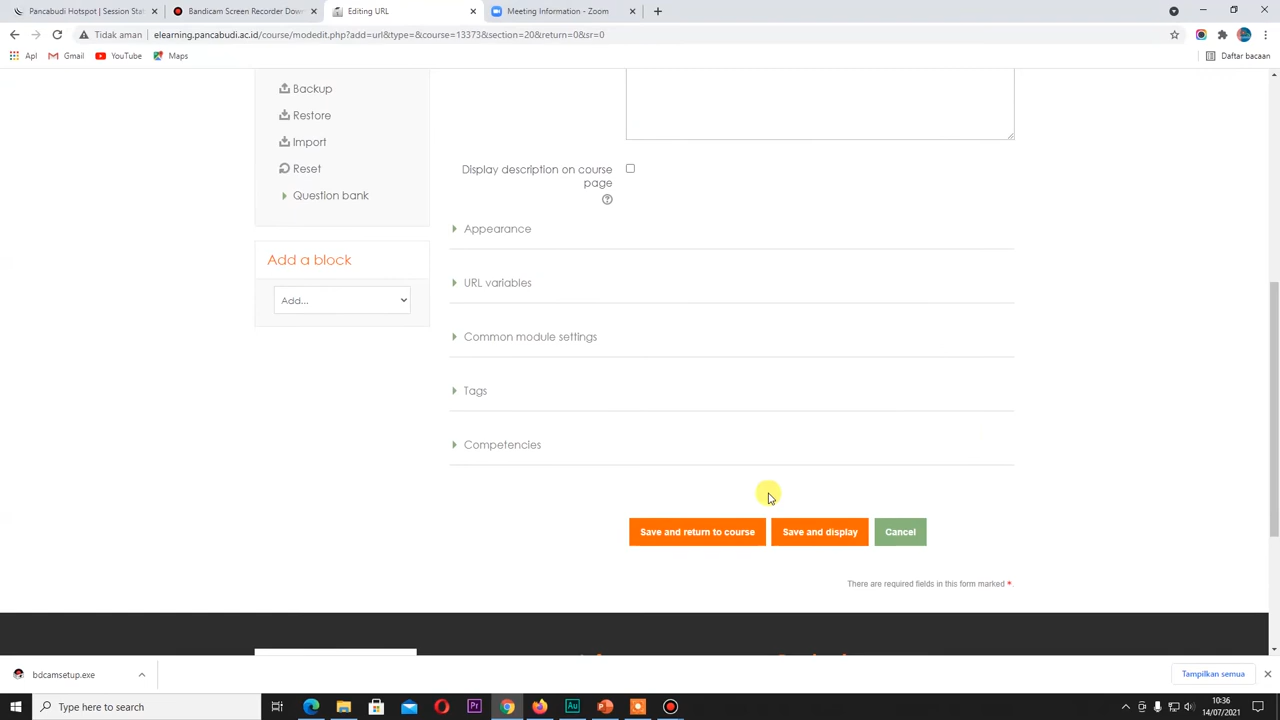 Pancabudi Hotspot | Session Stat
Bandicam Screen Recorder Down
Editing URL
Meeting Information - Zoom
Tidak aman
elearning.pancabudi.ac.id/course/modedit.php?add=url&type=&course=13373&section=20&return=0&sr=0
Apl
Gmail
YouTube
Maps
Daftar bacaan
Backup
Restore
Import
Reset
Question bank
Add a block
Add...
Display description on course
page
Appearance
URL variables
Common module settings
Tags
Competencies
Save and return to course
Save and display
Cancel
There are required fields in this form marked *.
bdcamsetup.exe
Tampilkan semua
Type here to search
10:36
14/07/2021